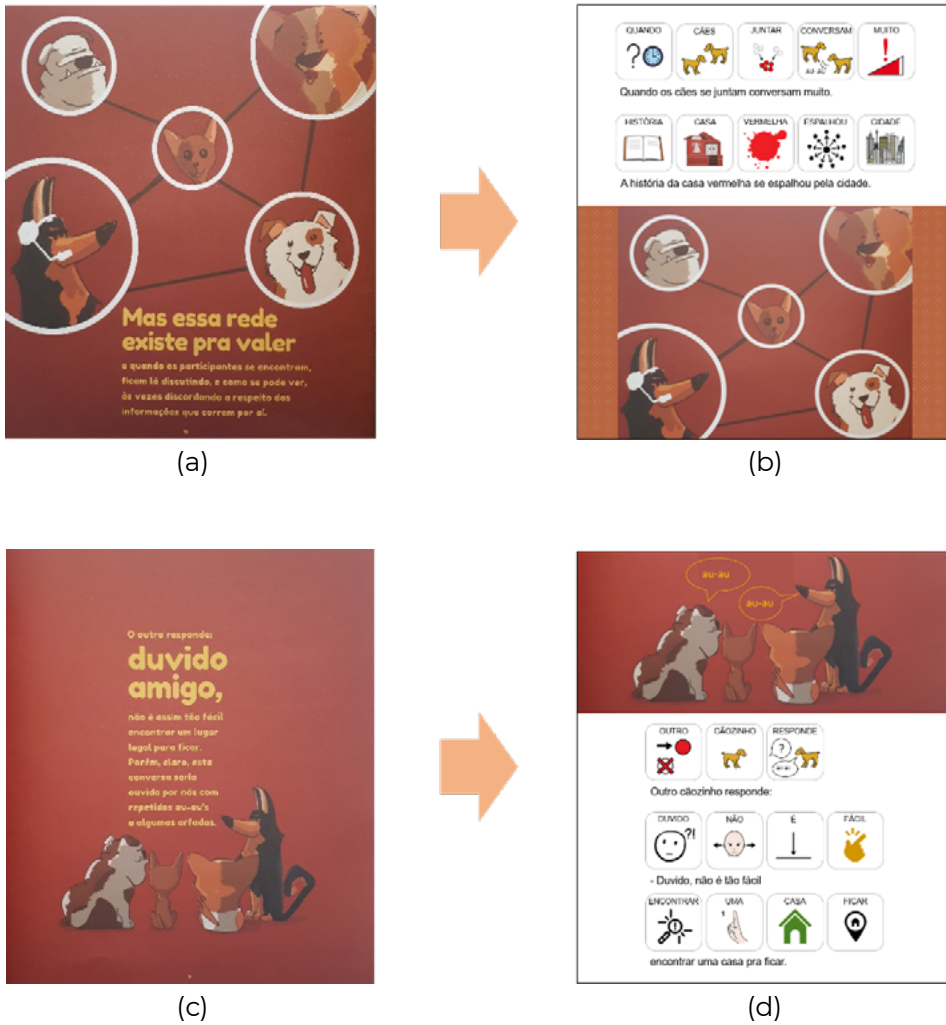 Mas essa rede
existe pra valer
e quando os participantes se encontram,
ficam lá discutindo, e como se pode ver,
às vezes discordando a respeito das
informações que correm por aí.
(a)
QUANDO CÃES JUNTAR CONVERSAM MUITO
AU-AU
Quando os cães se juntam conversam muito.
HISTÓRIA CASA VERMELHA ESPALHOU CIDADE
A história da casa vermelha se espalhou pela cidade.
(b)
O outro responde:
duvido
amigo,
não é assim tão fácil
encontrar um lugar
legal para ficar.
Porém, claro, esta
conversa seria
ouvida por nós com
repetidos au-au's
e algumas arfadas.
(c)
au-au
au-au
OUTRO CÃOZINHO RESPONDE
?
Outro cãozinho responde:
DUVIDO NÃO É FÁCIL
?!
- Duvido, não é tão fácil
ENCONTRAR UMA CASA FICAR
1
encontrar uma casa pra ficar.
(d)